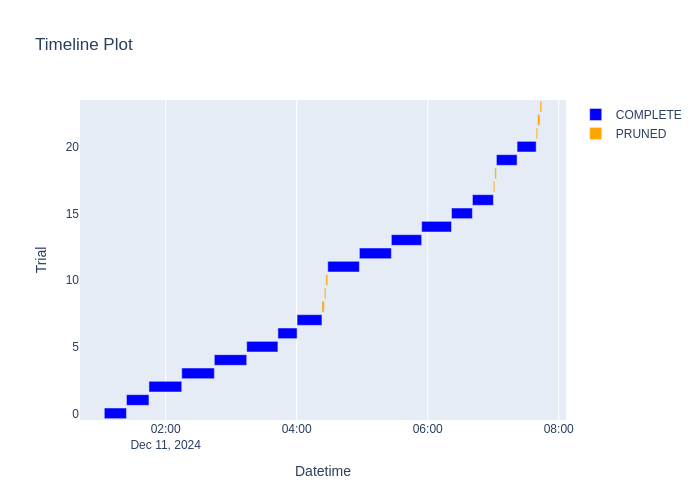 Timeline Plot
COMPLETE
PRUNED
20
15
10
5
0
Trial
02:00
04:00
06:00
08:00
Dec 11, 2024
Datetime